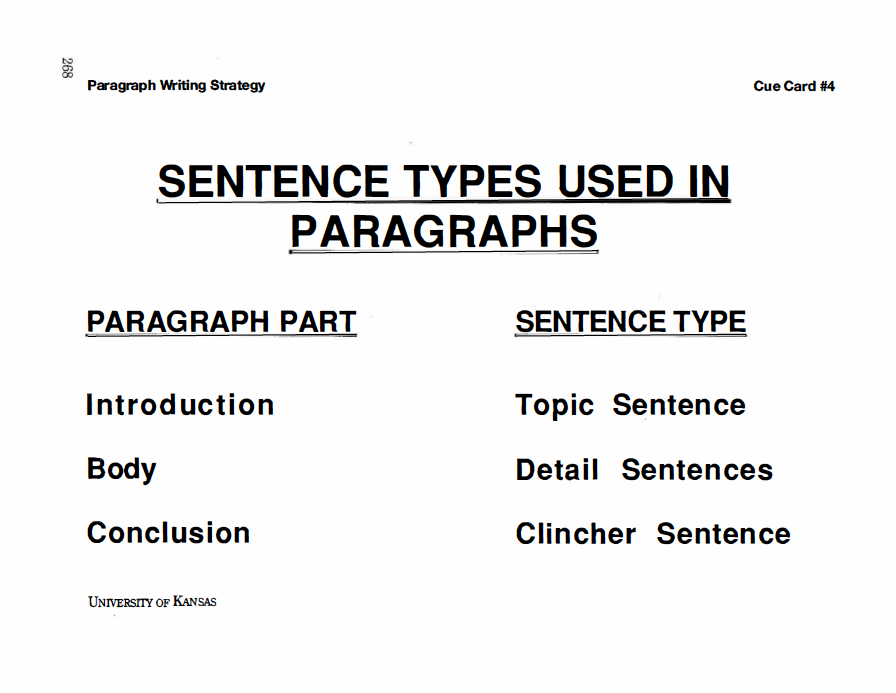 268
Paragraph Writing Strategy Cue Card #4
SENTENCE TYPES USED IN
PARAGRAPHS
PARAGRAPH PART SENTENCE TYPE
Introduction Topic Sentence
Body Detail Sentences
Conclusion Clincher Sentence
UNIVERSITY OF KANSAS